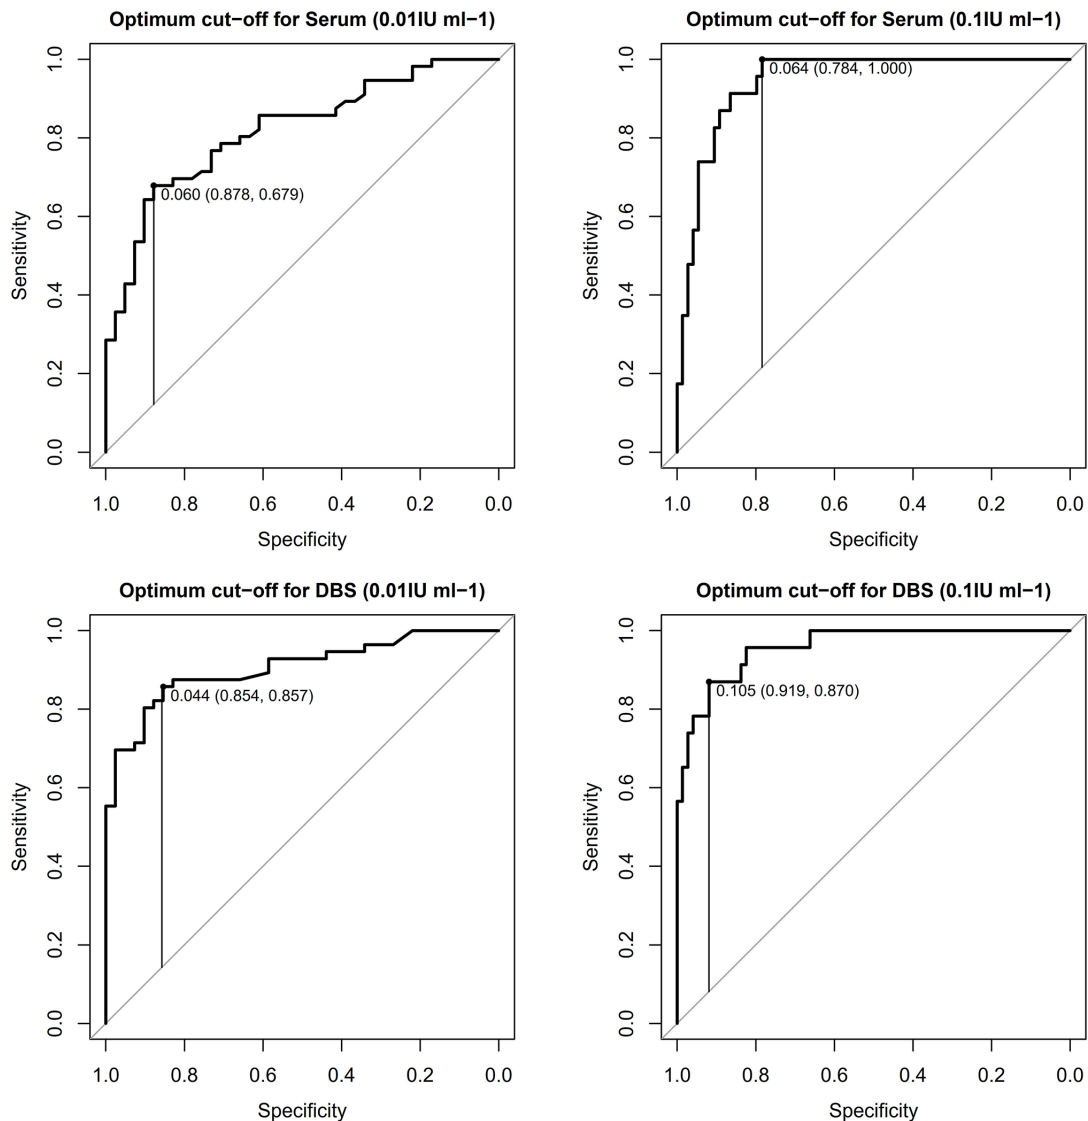 Optimum cut−off for Serum (0.01IU ml−1)
Sensitivity
1.0
0.8
0.6
0.4
0.2
0.0
0.060 (0.878, 0.679)
1.0 0.8 0.6 0.4 0.2 0.0
Specificity
Optimum cut−off for Serum (0.1IU ml−1)
Sensitivity
1.0
0.8
0.6
0.4
0.2
0.0
0.064 (0.784, 1.000)
1.0 0.8 0.6 0.4 0.2 0.0
Specificity
Optimum cut−off for DBS (0.01IU ml−1)
Sensitivity
1.0
0.8
0.6
0.4
0.2
0.0
0.044 (0.854, 0.857)
1.0 0.8 0.6 0.4 0.2 0.0
Specificity
Optimum cut−off for DBS (0.1IU ml−1)
Sensitivity
1.0
0.8
0.6
0.4
0.2
0.0
0.105 (0.919, 0.870)
1.0 0.8 0.6 0.4 0.2 0.0
Specificity